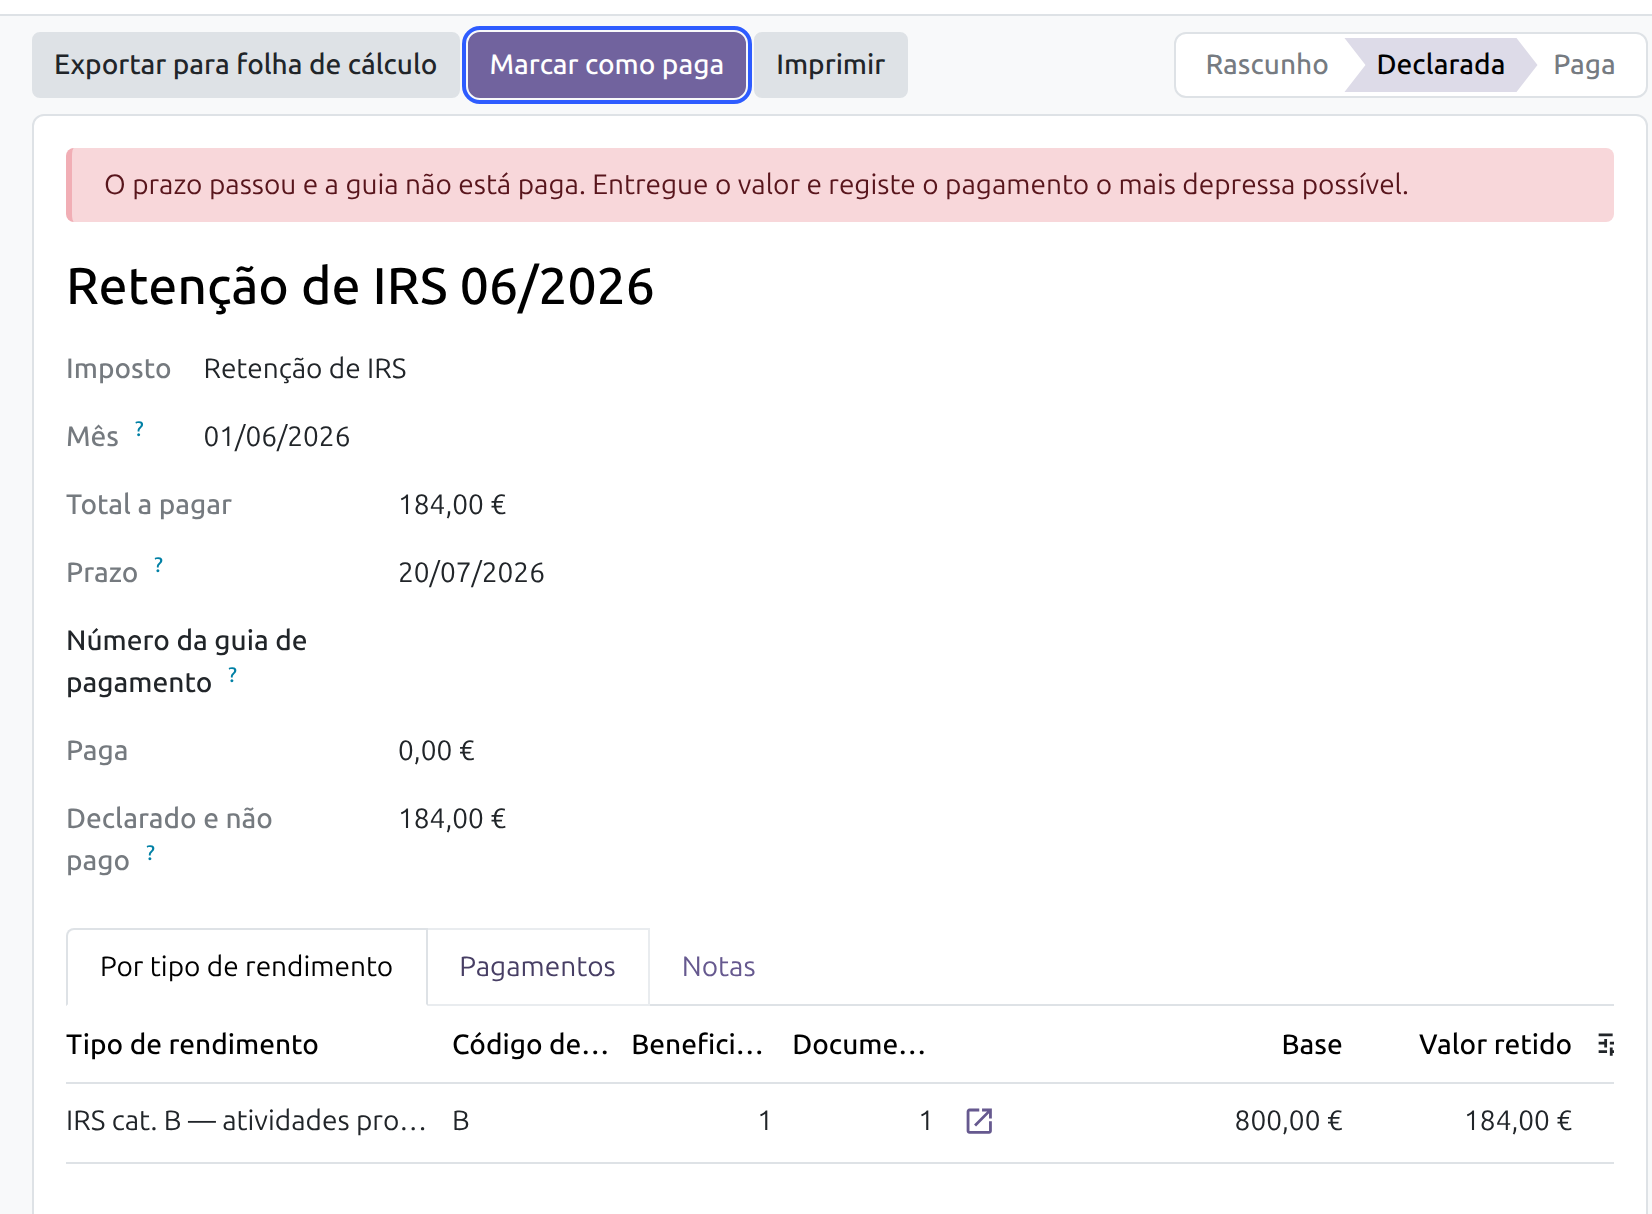 Exportar para folha de cálculo
Marcar como paga
Imprimir
Rascunho
Declarada
Paga
O prazo passou e a guia não está paga. Entregue o valor e registe o pagamento o mais depressa possível.
Retenção de IRS 06/2026
Imposto Retenção de IRS
Mês ? 01/06/2026
Total a pagar 184,00 €
Prazo ? 20/07/2026
Número da guia de
pagamento ?
Paga 0,00 €
Declarado e não 184,00 €
pago ?
Por tipo de rendimento Pagamentos Notas
Tipo de rendimento Código de... Benefici... Docume... Base Valor retido
IRS cat. B — atividades pro... B 1 1 800,00 € 184,00 €